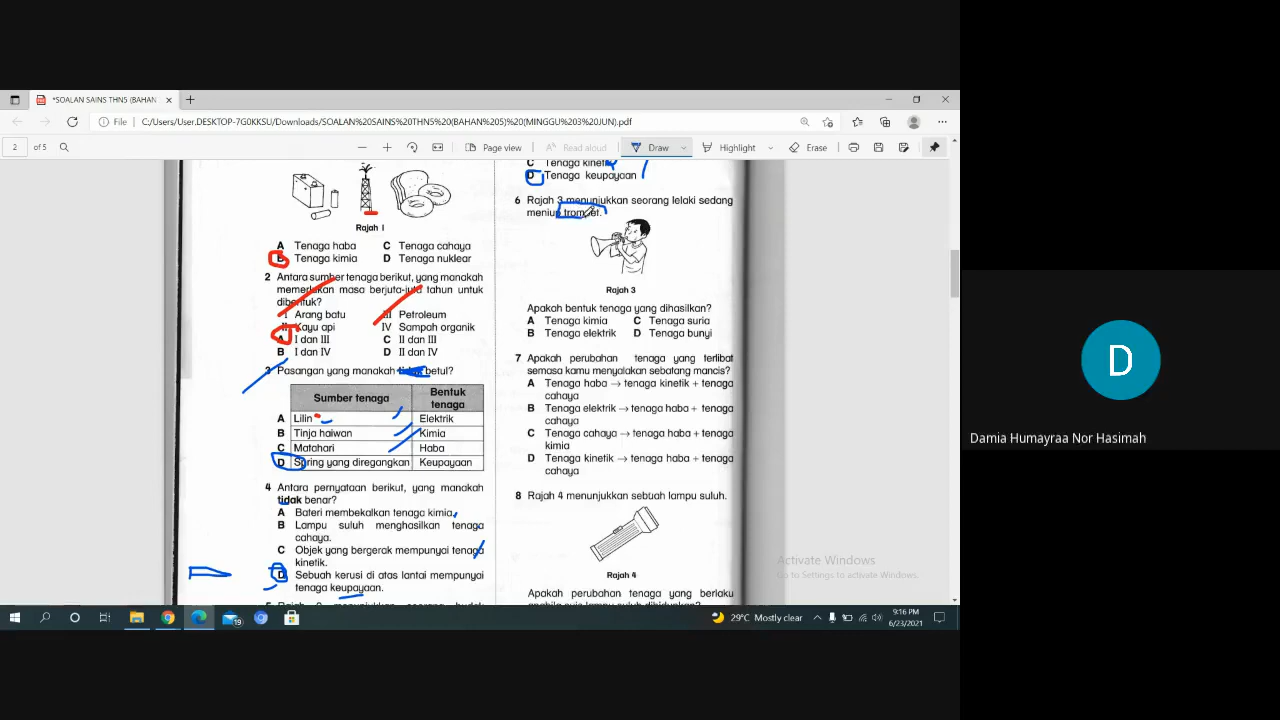 *SOALAN SAINS THN5 (BAHAN
File
C:/Users/User.DESKTOP-7G0KKSU/Downloads/SOALAN%20SAINS%20THN5%20(BAHAN%205)%20(MINGGU%203%20JUN).pdf
2 of 5
Page view
Read aloud
Draw
Highlight
Erase
Rajah 1
A Tenaga haba C Tenaga cahaya
B Tenaga kimia D Tenaga nuklear
2 Antara sumber tenaga berikut, yang manakah
memerlukan masa berjuta-juta tahun untuk
dibentuk?
I Arang batu III Petroleum
II Kayu api IV Sampah organik
A I dan III C II dan III
B I dan IV D II dan IV
3 Pasangan yang manakah tidak betul?
Sumber tenaga Bentuk tenaga
A Lilin Elektrik
B Tinja haiwan Kimia
C Matahari Haba
D Spring yang diregangkan Keupayaan
4 Antara pernyataan berikut, yang manakah
tidak benar?
A Bateri membekalkan tenaga kimia.
B Lampu suluh menghasilkan tenaga
cahaya.
C Objek yang bergerak mempunyai tenaga
kinetik.
D Sebuah kerusi di atas lantai mempunyai
tenaga keupayaan.
C Tenaga kinetik
D Tenaga keupayaan
6 Rajah 3 menunjukkan seorang lelaki sedang
meniup trompet.
Rajah 3
Apakah bentuk tenaga yang dihasilkan?
A Tenaga kimia C Tenaga suria
B Tenaga elektrik D Tenaga bunyi
7 Apakah perubahan tenaga yang terlibat
semasa kamu menyalakan sebatang mancis?
A Tenaga haba → tenaga kinetik + tenaga
cahaya
B Tenaga elektrik → tenaga haba + tenaga
cahaya
C Tenaga cahaya → tenaga haba + tenaga
kimia
D Tenaga kinetik → tenaga haba + tenaga
cahaya
8 Rajah 4 menunjukkan sebuah lampu suluh.
Rajah 4
Apakah perubahan tenaga yang berlaku
Activate Windows
Go to Settings to activate Windows.
19
29°C Mostly clear
9:16 PM
6/23/2021
D
Damia Humayraa Nor Hasimah